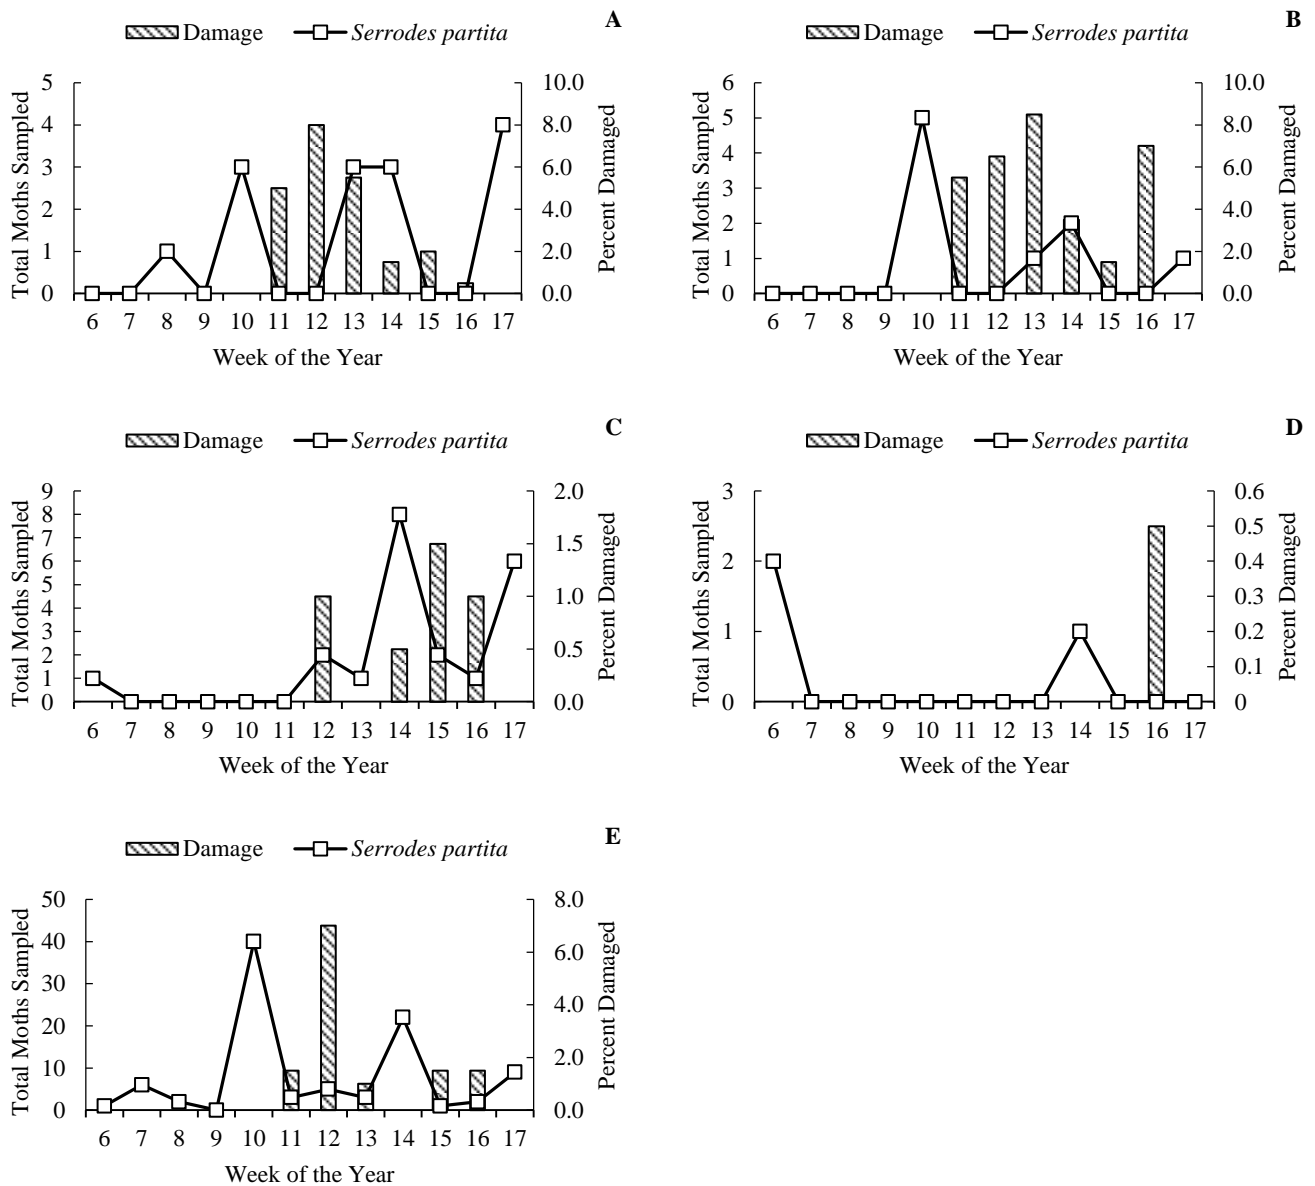 A
Damage Serrodes partita
Total Moths Sampled
5
4
3
2
1
0
10.0
8.0
6.0
4.0
2.0
0.0
Percent Damaged
6 7 8 9 10 11 12 13 14 15 16 17
Week of the Year
B
Damage Serrodes partita
Total Moths Sampled
6
5
4
3
2
1
0
10.0
8.0
6.0
4.0
2.0
0.0
Percent Damaged
6 7 8 9 10 11 12 13 14 15 16 17
Week of the Year
C
Damage Serrodes partita
Total Moths Sampled
9
8
7
6
5
4
3
2
1
0
2.0
1.5
1.0
0.5
0.0
Percent Damaged
6 7 8 9 10 11 12 13 14 15 16 17
Week of the Year
D
Damage Serrodes partita
Total Moths Sampled
3
2
1
0
0.6
0.5
0.4
0.3
0.2
0.1
0
Percent Damaged
6 7 8 9 10 11 12 13 14 15 16 17
Week of the Year
E
Damage Serrodes partita
Total Moths Sampled
50
40
30
20
10
0
8.0
6.0
4.0
2.0
0.0
Percent Damaged
6 7 8 9 10 11 12 13 14 15 16 17
Week of the Year